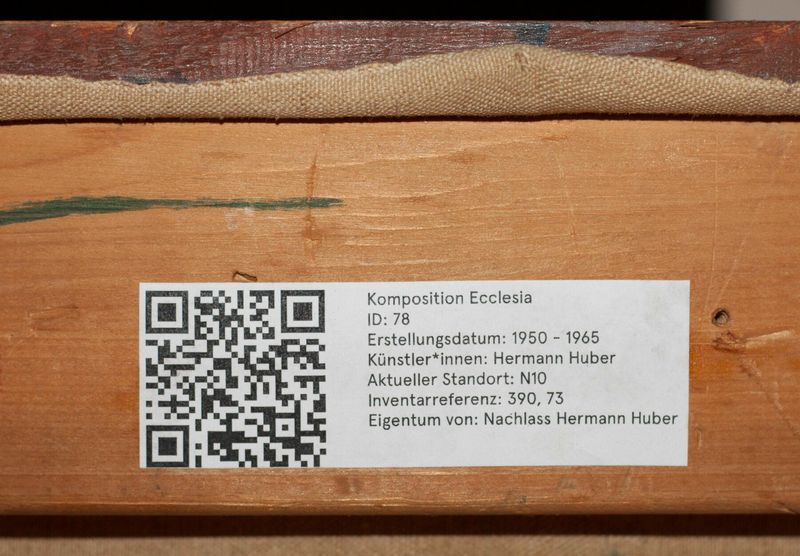 Komposition Ecclesia
ID: 78
Erstellungsdatum: 1950 - 1965
Künstler*innen: Hermann Huber
Aktueller Standort: N10
Inventarreferenz: 390, 73
Eigentum von: Nachlass Hermann Huber